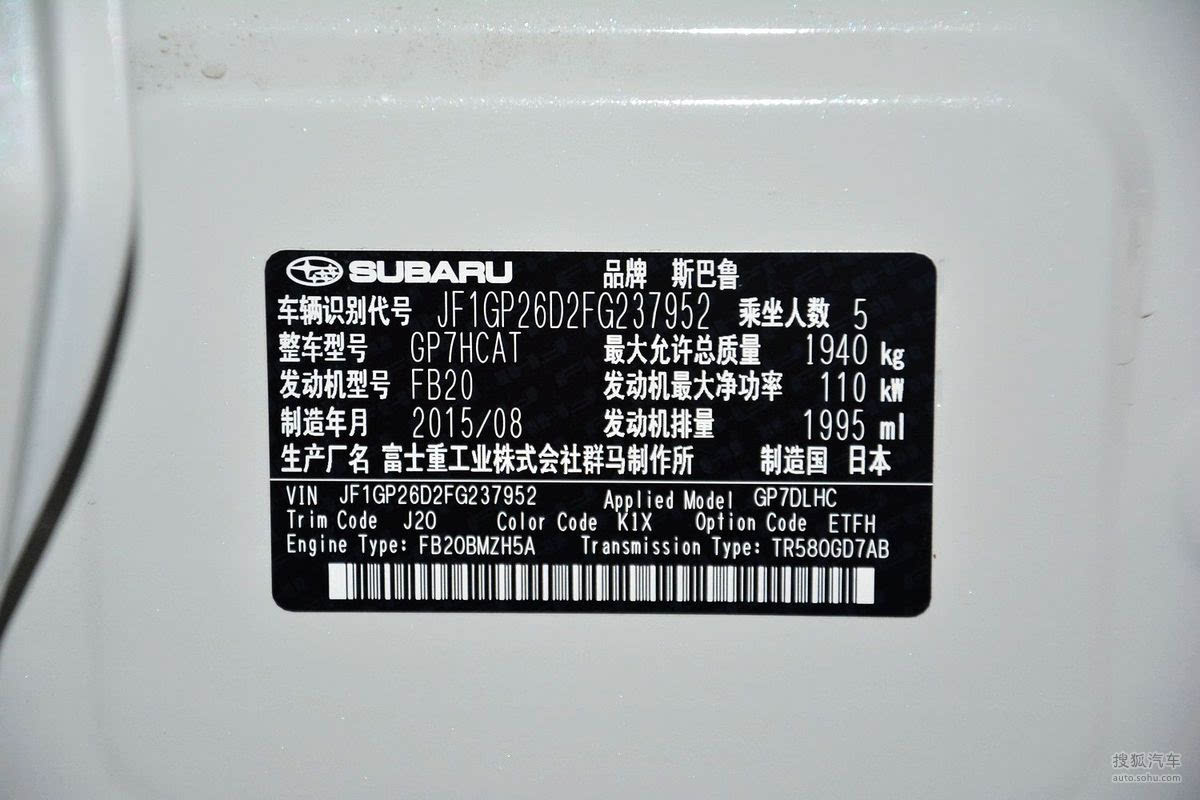 SUBARU 品牌 斯巴鲁
车辆识别代号 JF1GP26D2FG237952 乘坐人数 5
整车型号 GP7HCAT 最大允许总质量 1940 kg
发动机型号 FB20 发动机最大净功率 110 kW
制造年月 2015/08 发动机排量 1995 ml
生产厂名 富士重工业株式会社群马制作所 制造国 日本
VIN JF1GP26D2FG237952 Applied Model GP7DLHC
Trim Code J20 Color Code K1X Option Code ETFH
Engine Type: FB20BMZH5A Transmission Type: TR580GD7AB
搜狐汽车
auto.sohu.com